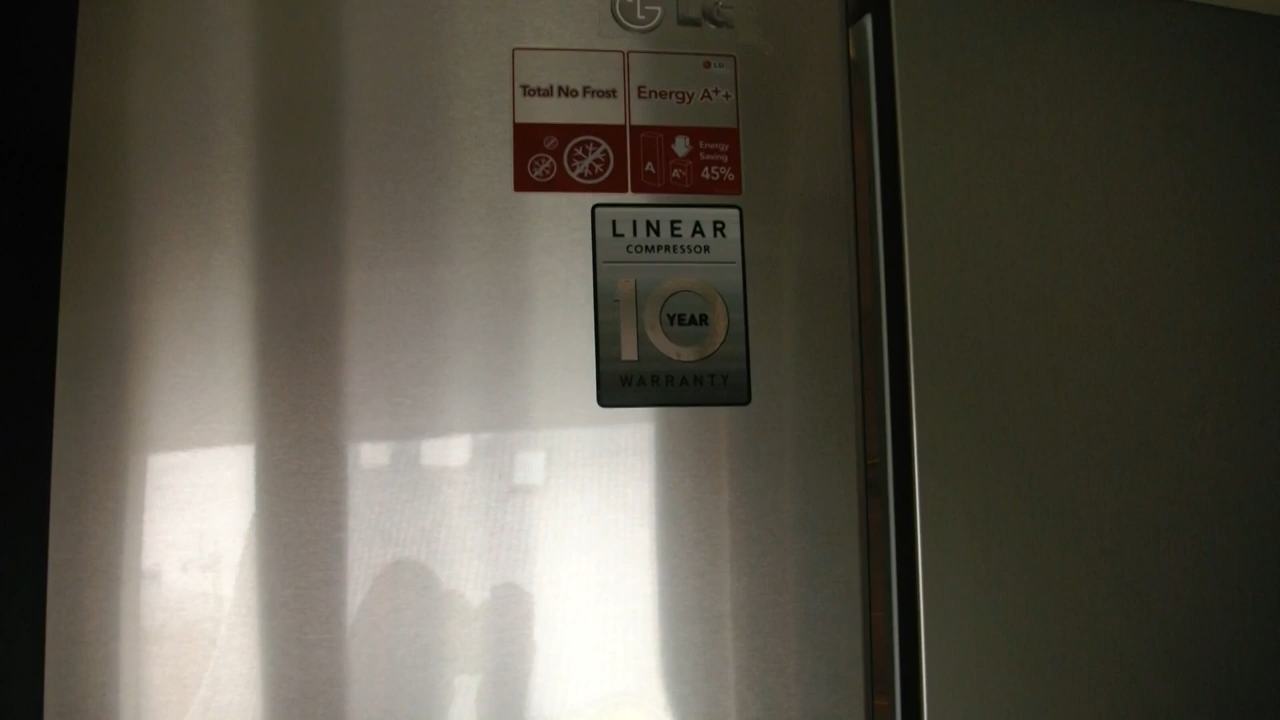 LG
Total No Frost
LG
Energy A++
A
A++
Energy
Saving
45%
LINEAR
COMPRESSOR
10
YEAR
WARRANTY